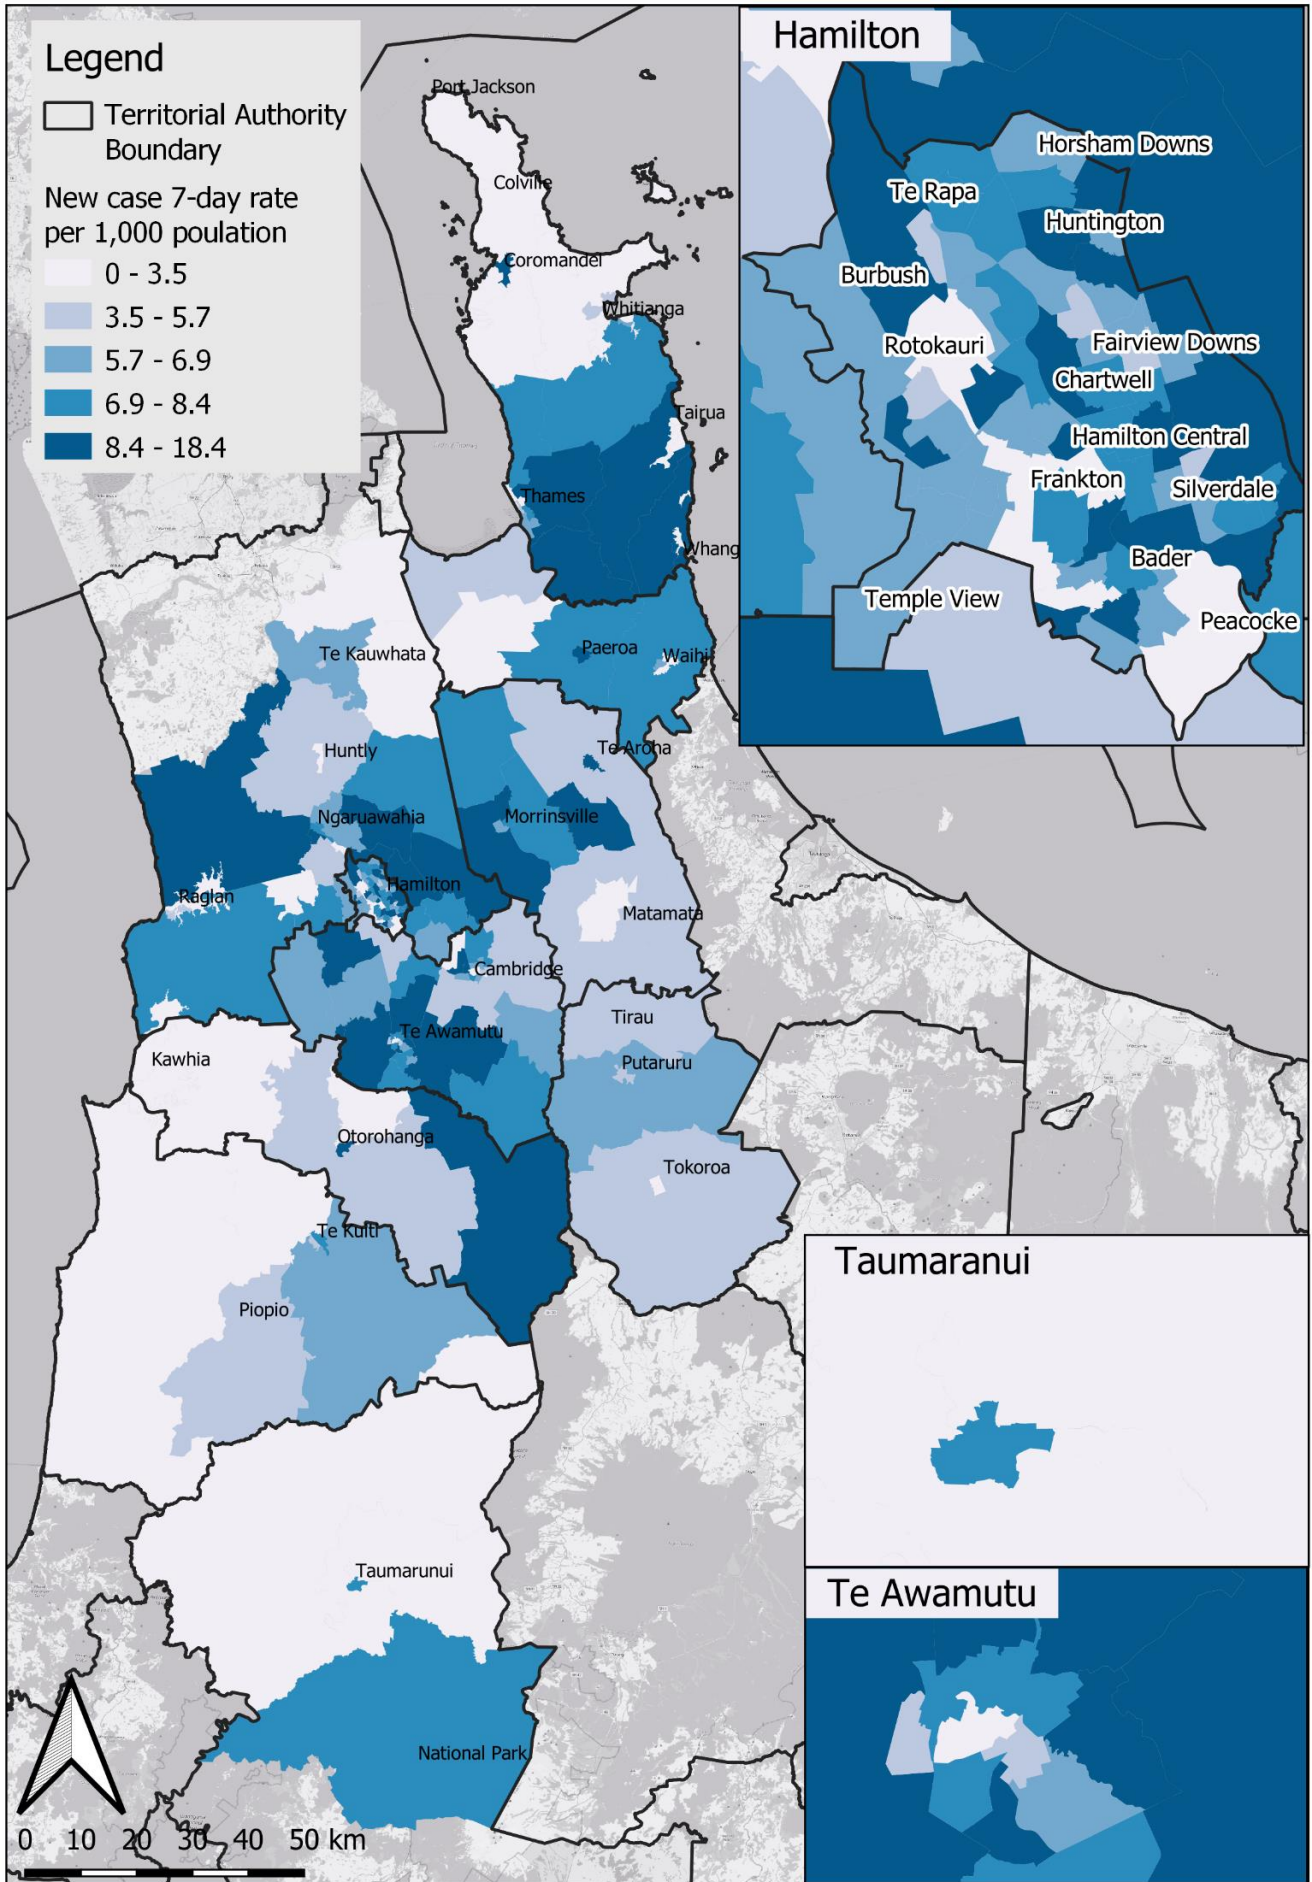 Legend
Territorial Authority
Boundary
New case 7-day rate
per 1,000 poulation
0 - 3.5
3.5 - 5.7
5.7 - 6.9
6.9 - 8.4
8.4 - 18.4
Port Jackson
Colville
Coromandel
Whitianga
Tairua
Thames
Whang
Te Kauwhata
Paeroa
Waihi
Huntly
Te Aroha
Ngaruawahia
Morrinsville
Raglan
Hamilton
Matamata
Cambridge
Tirau
Te Awamutu
Kawhia
Putaruru
Otorohanga
Tokoroa
Te Kuiti
Piopio
Taumarunui
National Park
0 10 20 30 40 50 km
Hamilton
Horsham Downs
Te Rapa
Huntington
Burbush
Rotokauri
Fairview Downs
Chartwell
Hamilton Central
Frankton
Silverdale
Bader
Temple View
Peacocke
Taumaranui
Te Awamutu